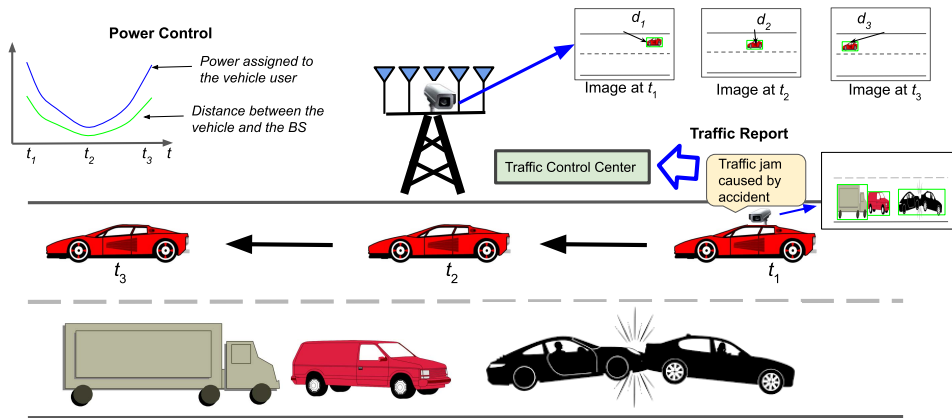 Power Control
Power assigned to
the vehicle user
Distance between the
vehicle and the BS
t1
t2
t3
t
d1
d2
d3
Image at t1
Image at t2
Image at t3
Traffic Report
Traffic Control Center
Traffic jam
caused by
accident
t3
t2
t1